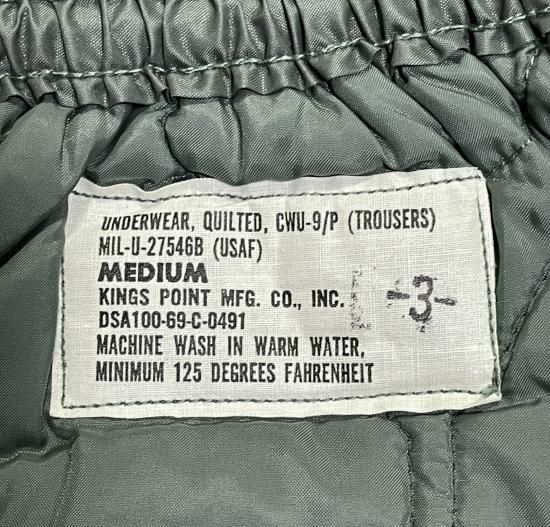 UNDERWEAR, QUILTED, CWU-9/P (TROUSERS)
MIL-U-27546B (USAF)
MEDIUM
KINGS POINT MFG. CO., INC.
DSA100-69-C-0491
MACHINE WASH IN WARM WATER,
MINIMUM 125 DEGREES FAHRENHEIT
-3-